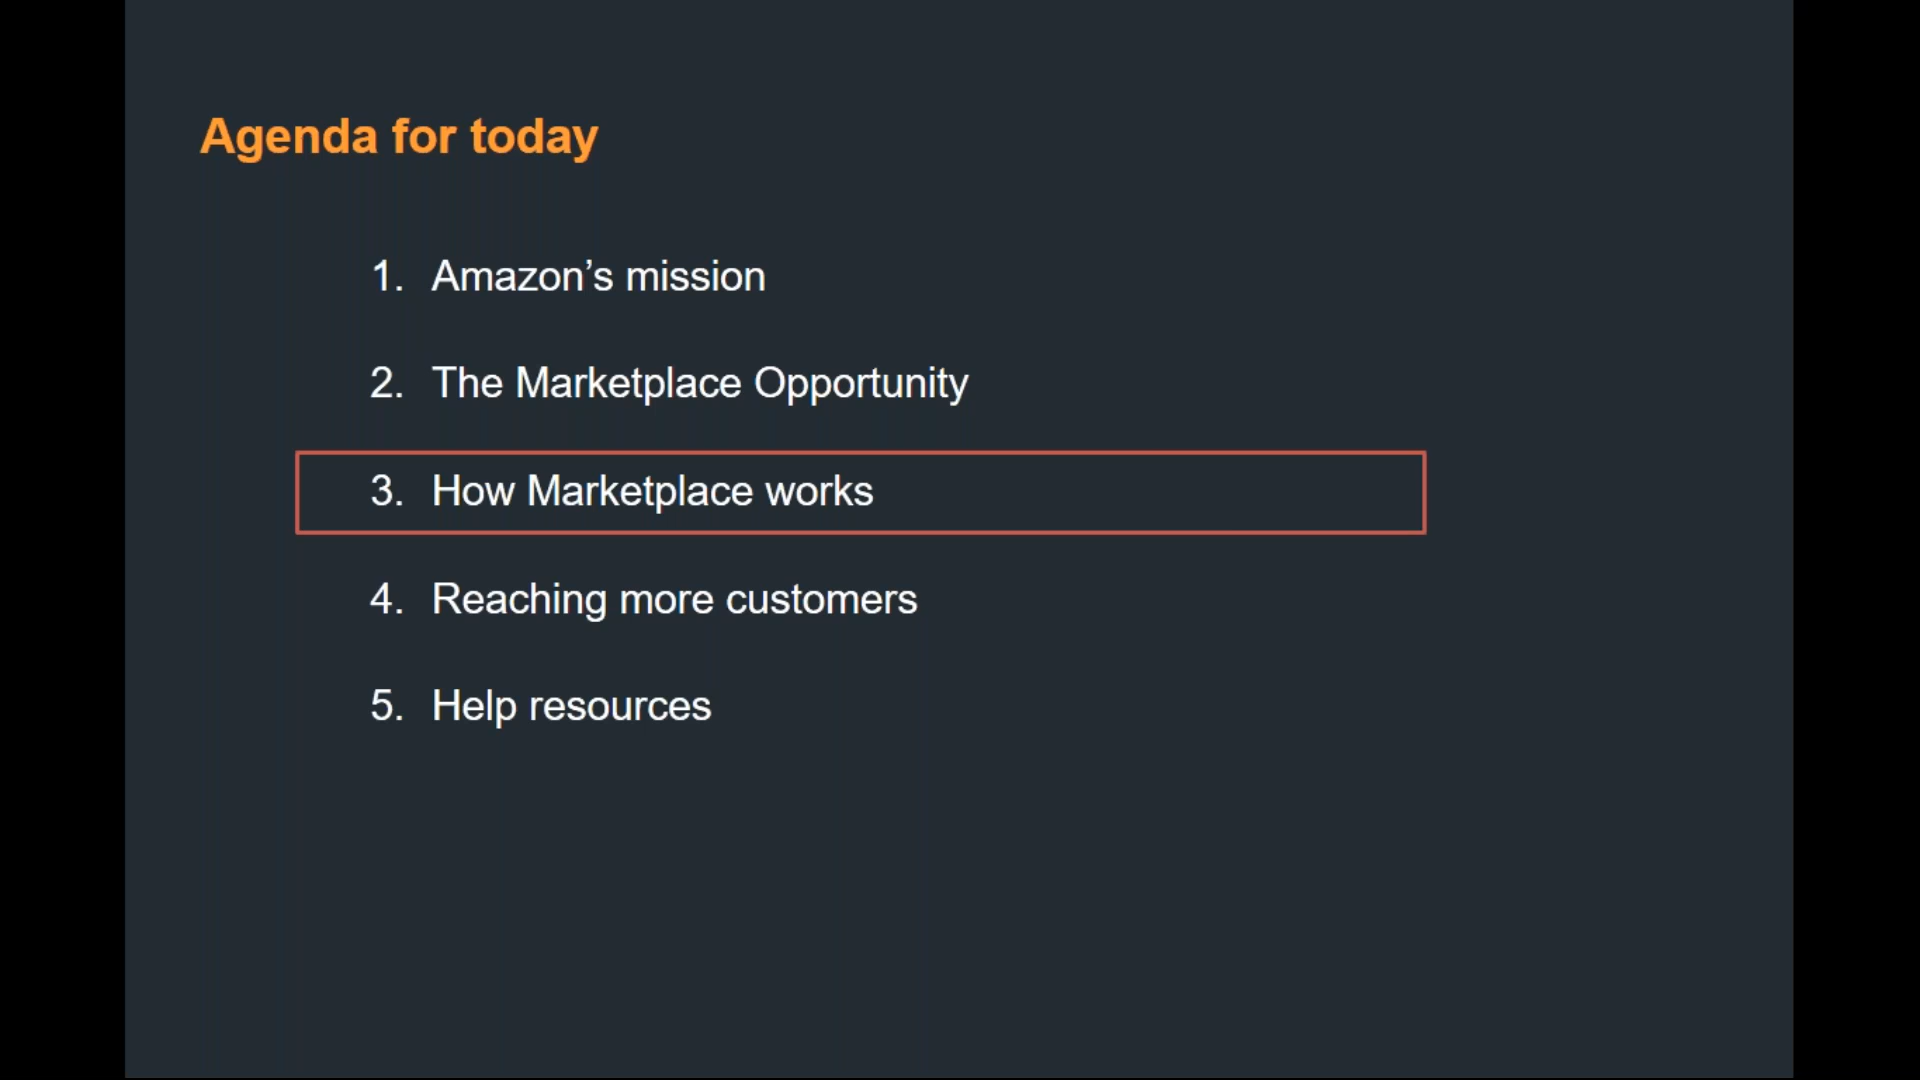 Agenda for today
1. Amazon’s mission
2. The Marketplace Opportunity
3. How Marketplace works
4. Reaching more customers
5. Help resources